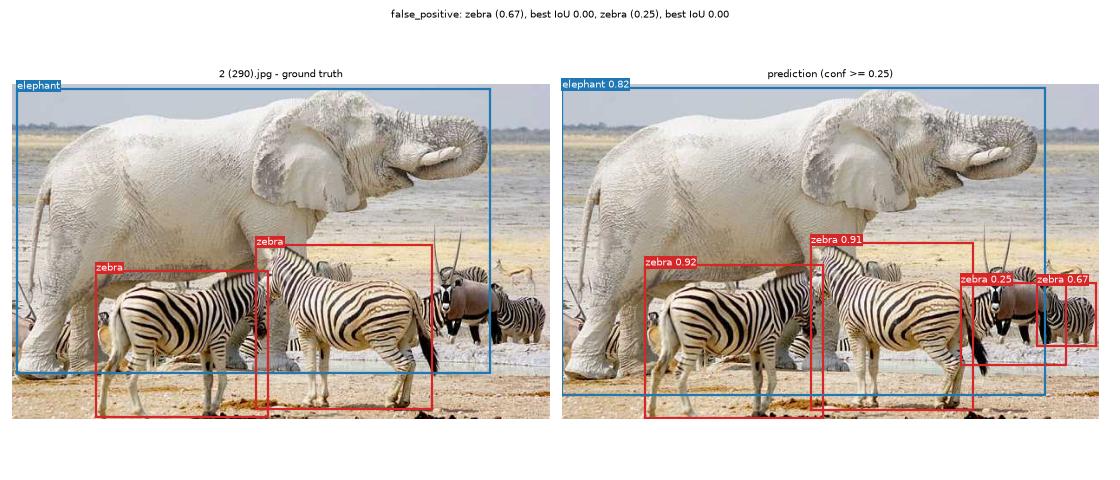 false_positive: zebra (0.67), best IoU 0.00, zebra (0.25), best IoU 0.00
2 (290).jpg - ground truth
prediction (conf >= 0.25)
elephant
zebra
zebra
elephant 0.82
zebra 0.91
zebra 0.92
zebra 0.25
zebra 0.67